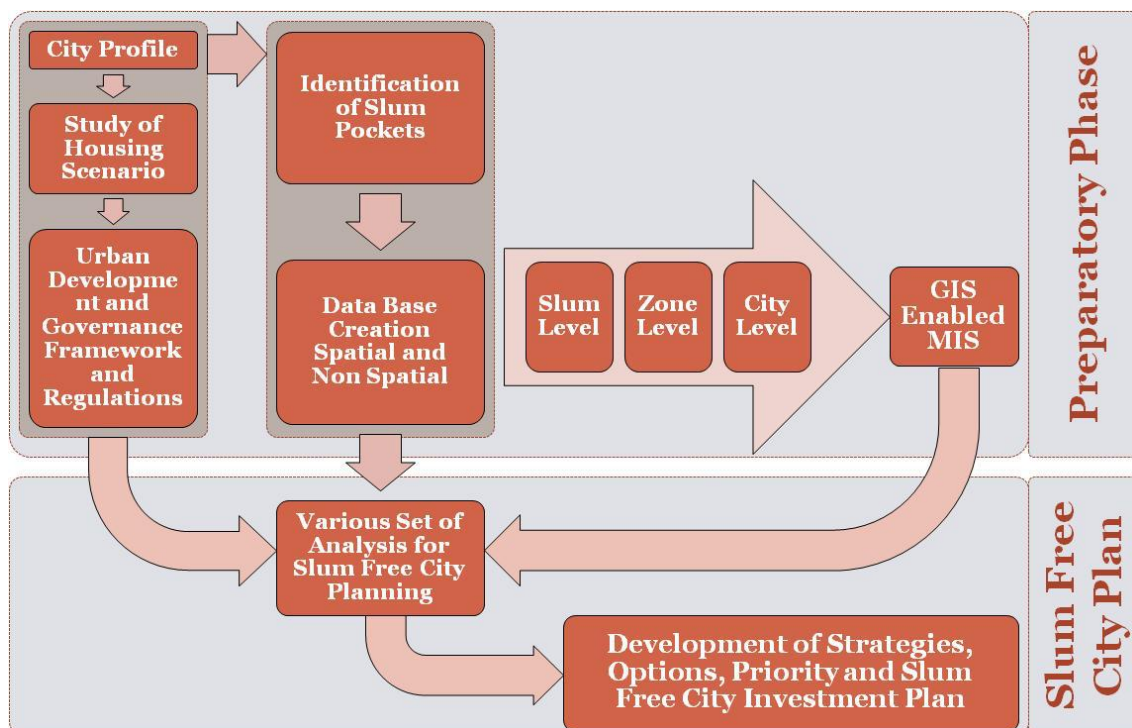 City Profile
Study of
Housing
Scenario
Urban
Developme
nt and
Governance
Framework
and
Regulations
Identification
of Slum
Pockets
Data Base
Creation
Spatial and
Non Spatial
Slum
Level
Zone
Level
City
Level
GIS
Enabled
MIS
Preparatory Phase
Various Set of
Analysis for
Slum Free City
Planning
Development of Strategies,
Options, Priority and Slum
Free City Investment Plan
Slum Free
City Plan